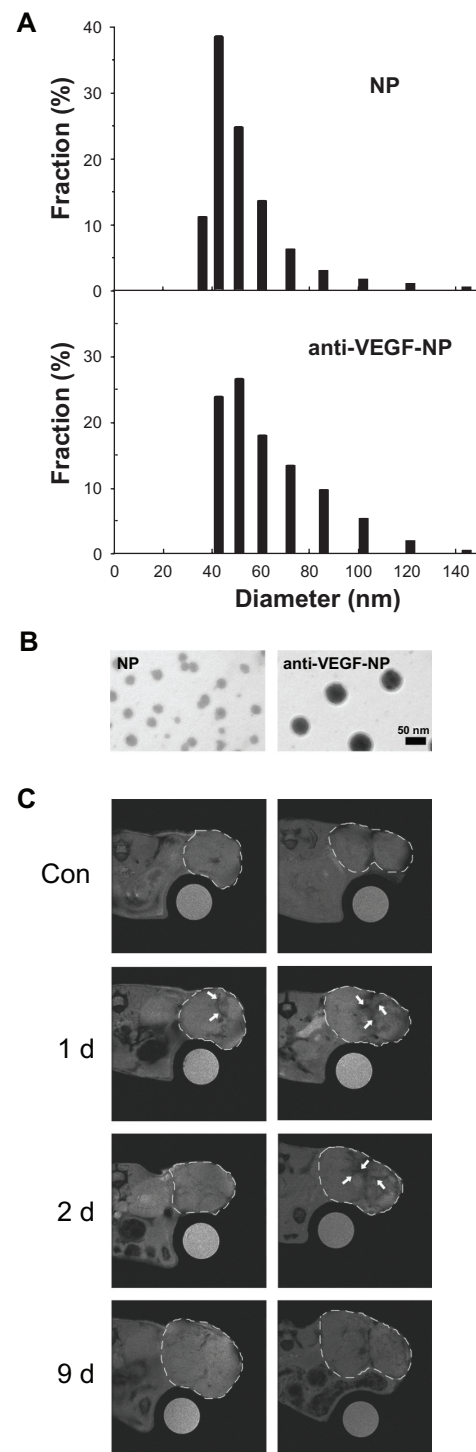 A
40
30
20
10
0
Fraction (%)
NP
30
20
10
0
Fraction (%)
anti-VEGF-NP
0 20 40 60 80 100 120 140
Diameter (nm)
B
NP
anti-VEGF-NP
50 nm
C
Con
1 d
2 d
9 d